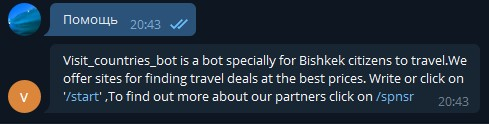 Помощь
20:43
Visit_countries_bot is a bot specially for Bishkek citizens to travel.We
offer sites for finding travel deals at the best prices. Write or click on
'/start' ,To find out more about our partners click on /spnsr
20:43
V